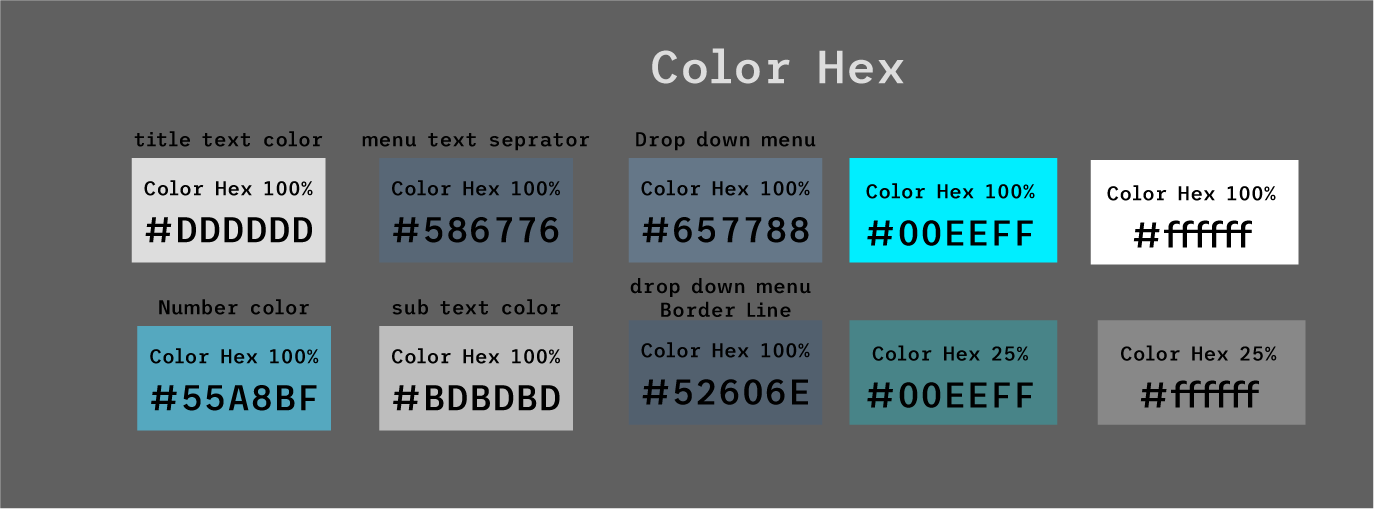 Color Hex
title text color
Color Hex 100%
#DDDDDD
menu text seprator
Color Hex 100%
#586776
Drop down menu
Color Hex 100%
#657788
Color Hex 100%
#00EEFF
Color Hex 100%
#ffffff
Number color
Color Hex 100%
#55A8BF
sub text color
Color Hex 100%
#BDBDBD
drop down menu
Border Line
Color Hex 100%
#52606E
Color Hex 25%
#00EEFF
Color Hex 25%
#ffffff